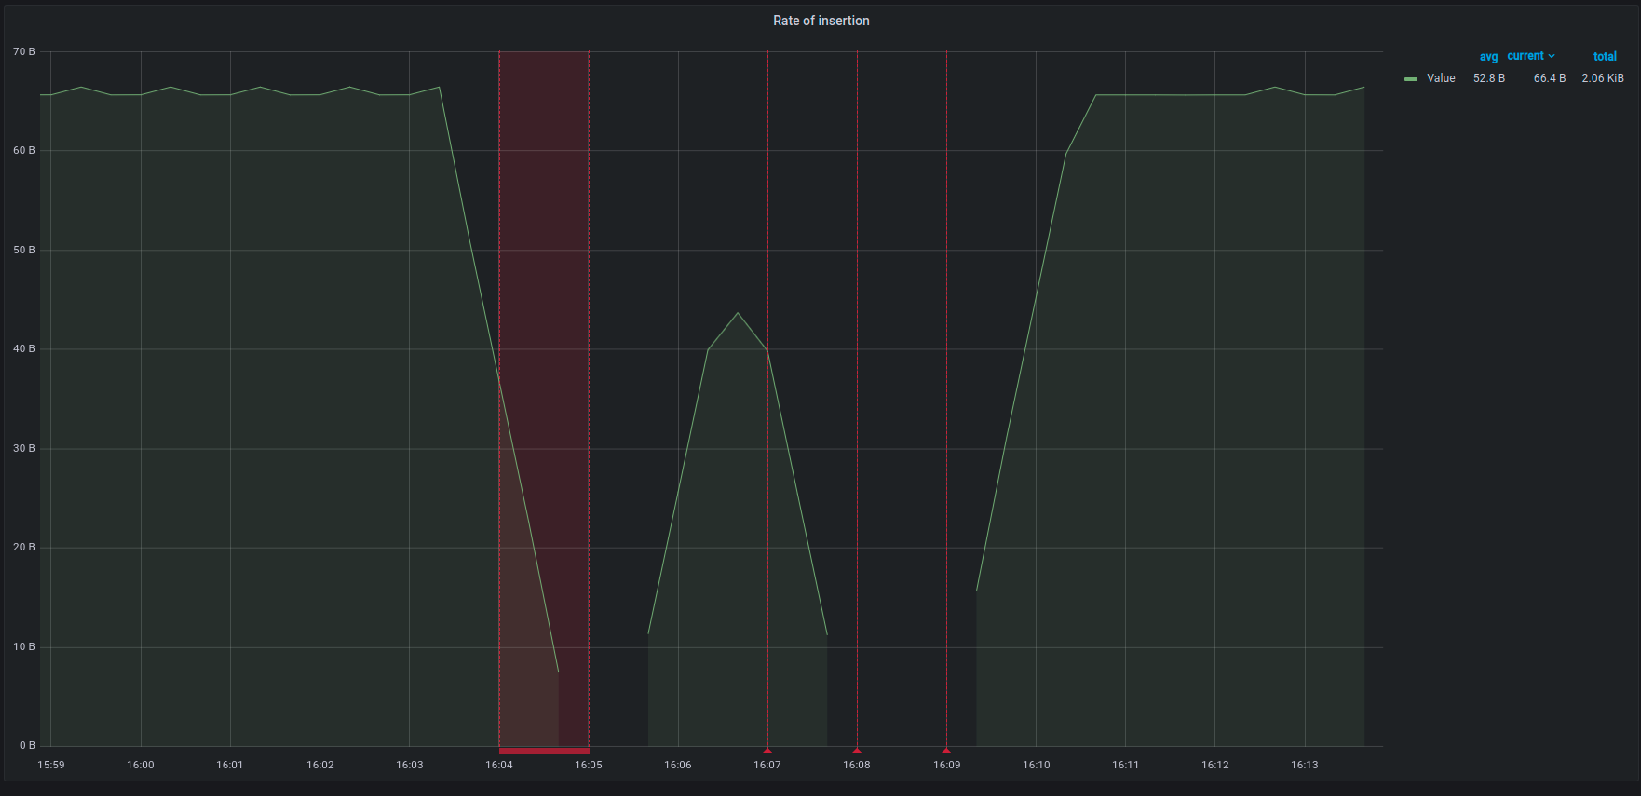 Rate of insertion
avg current total
Value 52.8 B 66.4 B 2.06 KiB
70 B
60 B
50 B
40 B
30 B
20 B
10 B
0 B
15:59 16:00 16:01 16:02 16:03 16:04 16:05 16:06 16:07 16:08 16:09 16:10 16:11 16:12 16:13